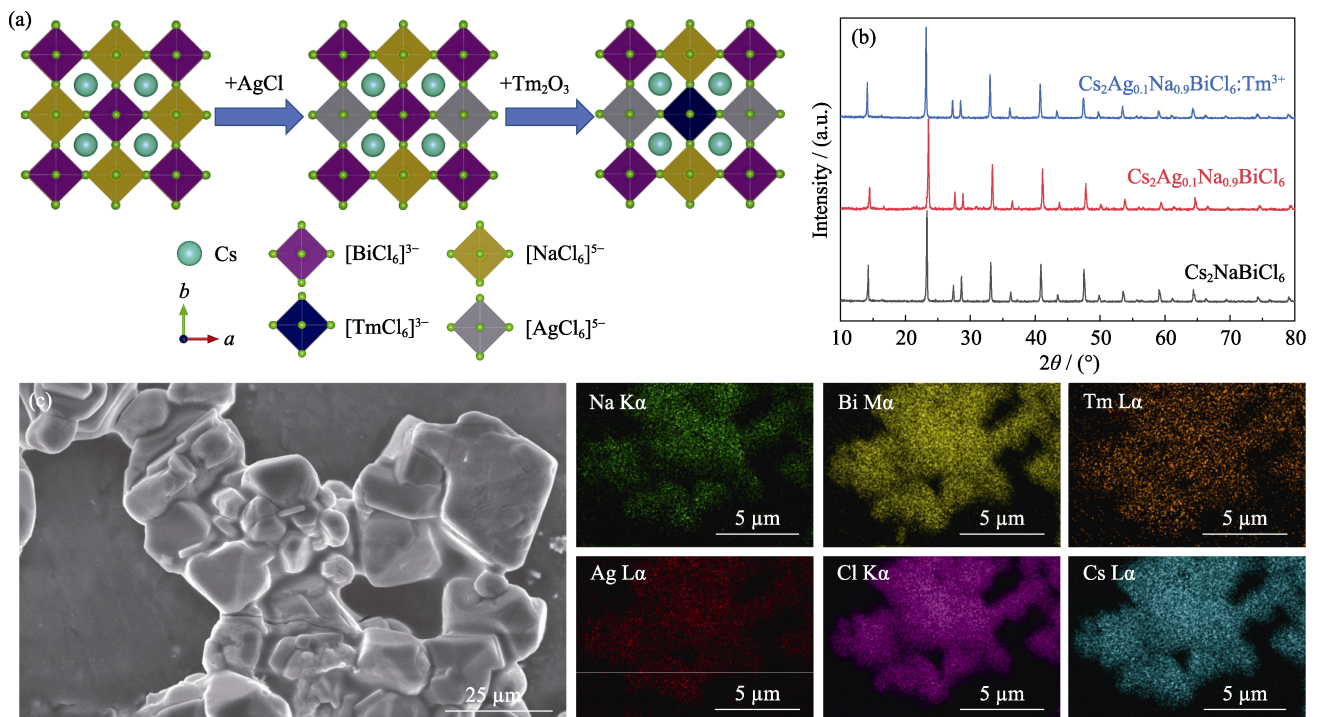 (a)
+AgCl
+Tm₂O₃
Cs
[BiCl₆]³⁻
[NaCl₆]⁵⁻
[TmCl₆]³⁻
[AgCl₆]⁵⁻
b
a
(b)
Cs₂Ag₀.₁Na₀.₉BiCl₆:Tm³⁺
Cs₂Ag₀.₁Na₀.₉BiCl₆
Cs₂NaBiCl₆
Intensity / (a.u.)
10 20 30 40 50 60 70 80
2θ / (°)
(c)
25 μm
Na Kα
5 μm
Bi Mα
5 μm
Tm Lα
5 μm
Ag Lα
5 μm
Cl Kα
5 μm
Cs Lα
5 μm